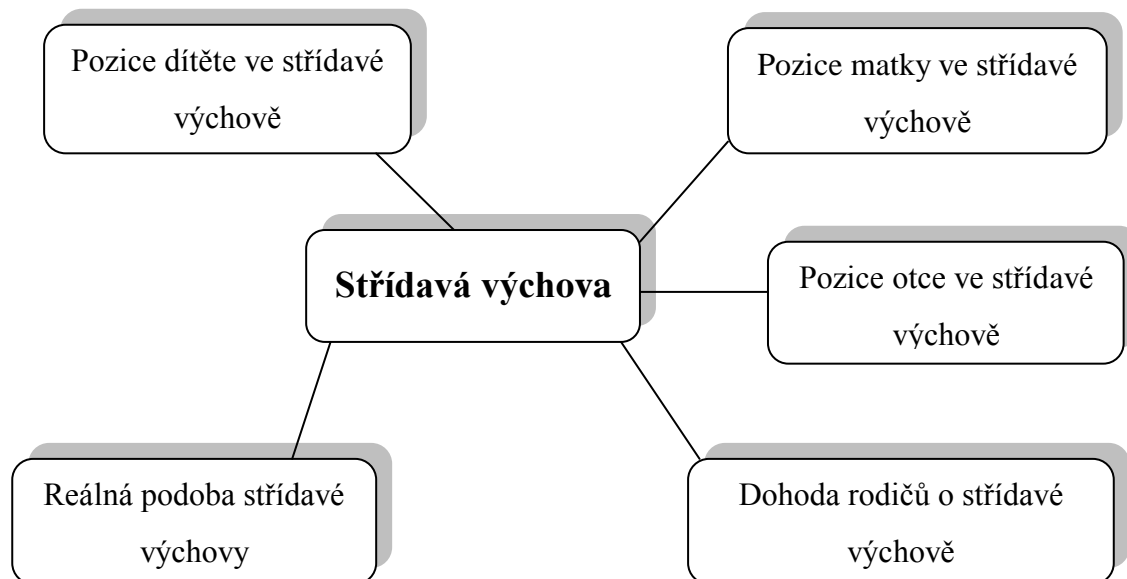 Pozice dítěte ve střídavé
výchově
Pozice matky ve střídavé
výchově
Střídavá výchova
Pozice otce ve střídavé
výchově
Reálná podoba střídavé
výchovy
Dohoda rodičů o střídavé
výchově